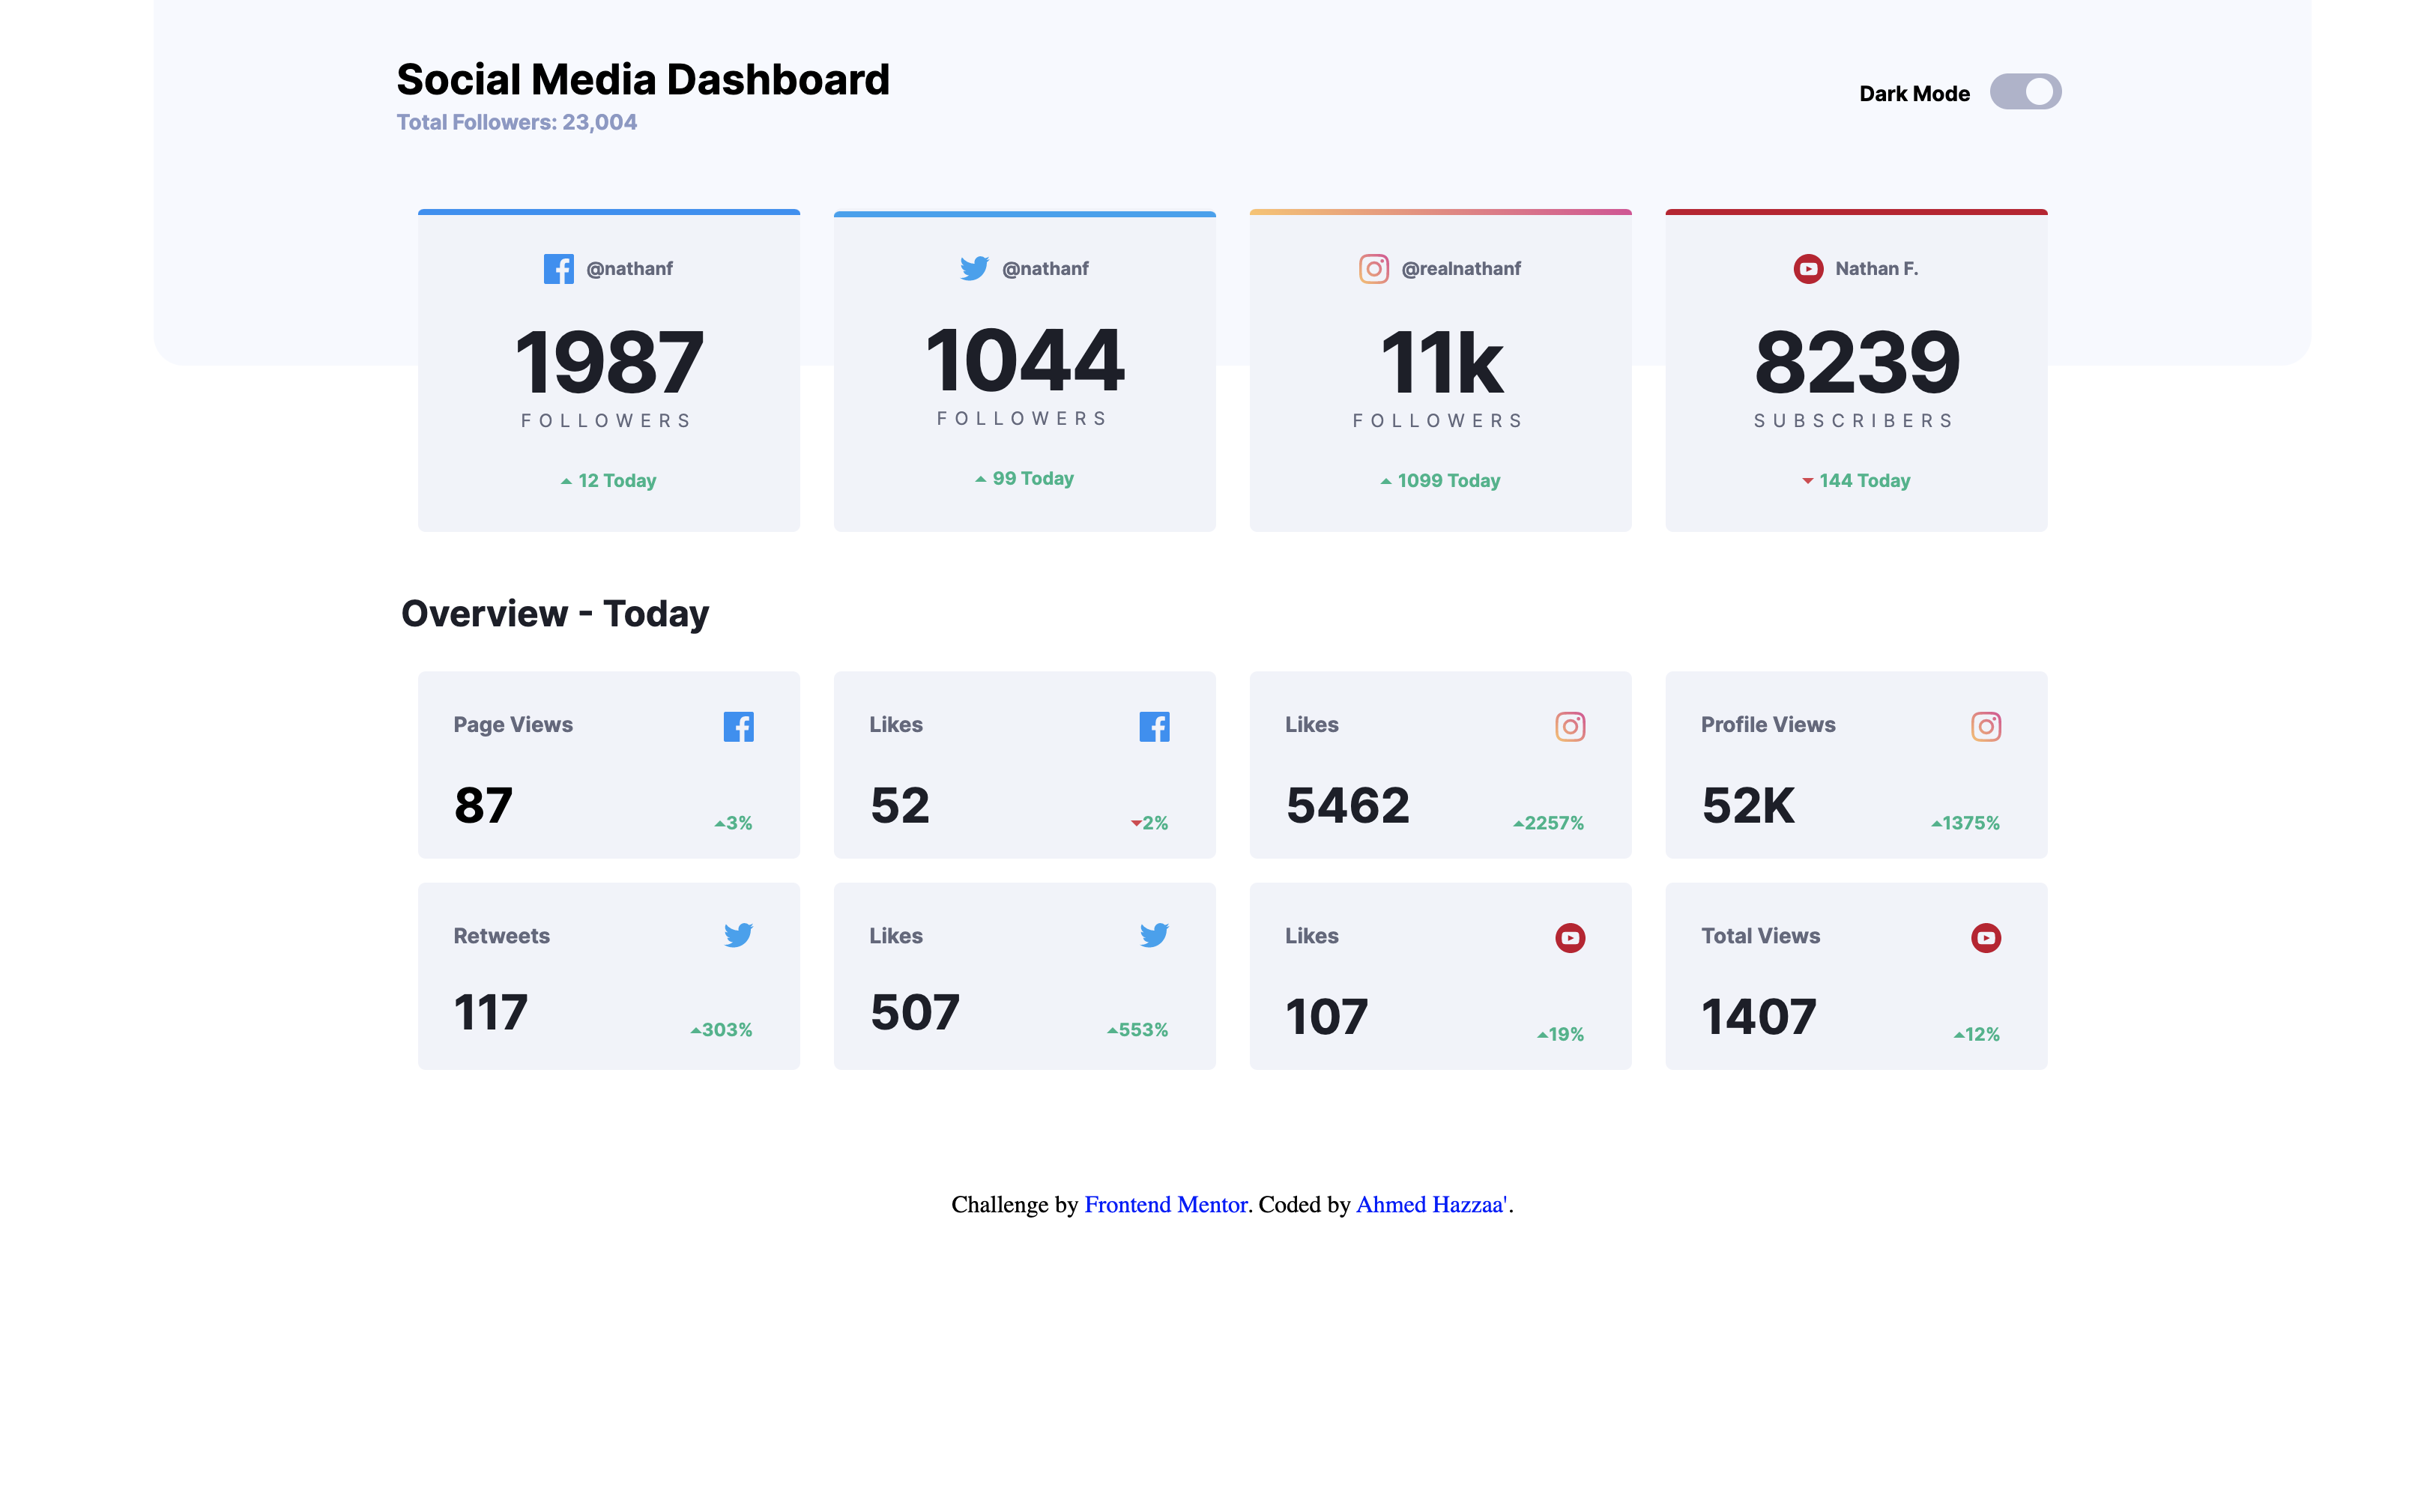 Social Media Dashboard
Total Followers: 23,004
Dark Mode
@nathanf
1987
FOLLOWERS
12 Today
@nathanf
1044
FOLLOWERS
99 Today
@realnathanf
11k
FOLLOWERS
1099 Today
Nathan F.
8239
SUBSCRIBERS
144 Today
Overview - Today
Page Views
87
3%
Likes
52
2%
Likes
5462
2257%
Profile Views
52K
1375%
Retweets
117
303%
Likes
507
553%
Likes
107
19%
Total Views
1407
12%
Challenge by Frontend Mentor. Coded by Ahmed Hazzaa'.